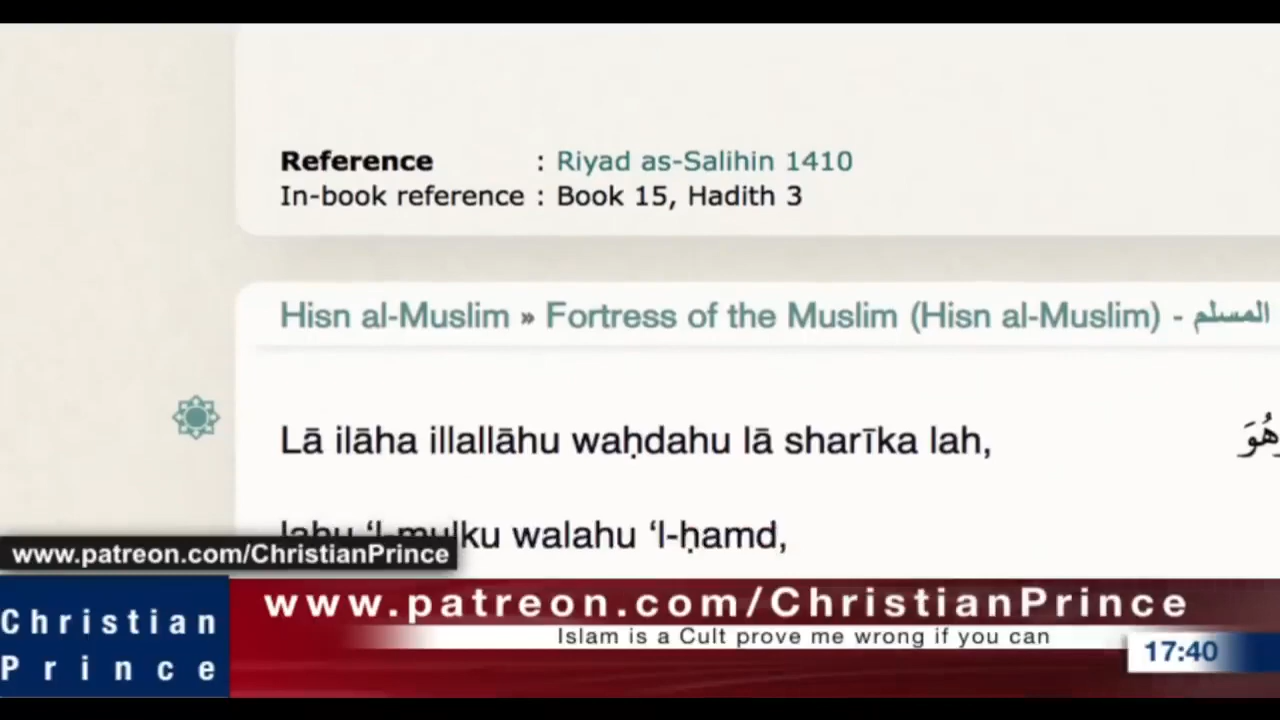 Reference : Riyad as-Salihin 1410
In-book reference : Book 15, Hadith 3
Hisn al-Muslim » Fortress of the Muslim (Hisn al-Muslim) - المسلم
Lā ilāha illallāhu waḥdahu lā sharīka lah,
وَهُوَ
lahu ‘l-mulku walahu ‘l-ḥamd,
www.patreon.com/ChristianPrince
www.patreon.com/ChristianPrince
Islam is a Cult prove me wrong if you can
Christian
Prince
17:40